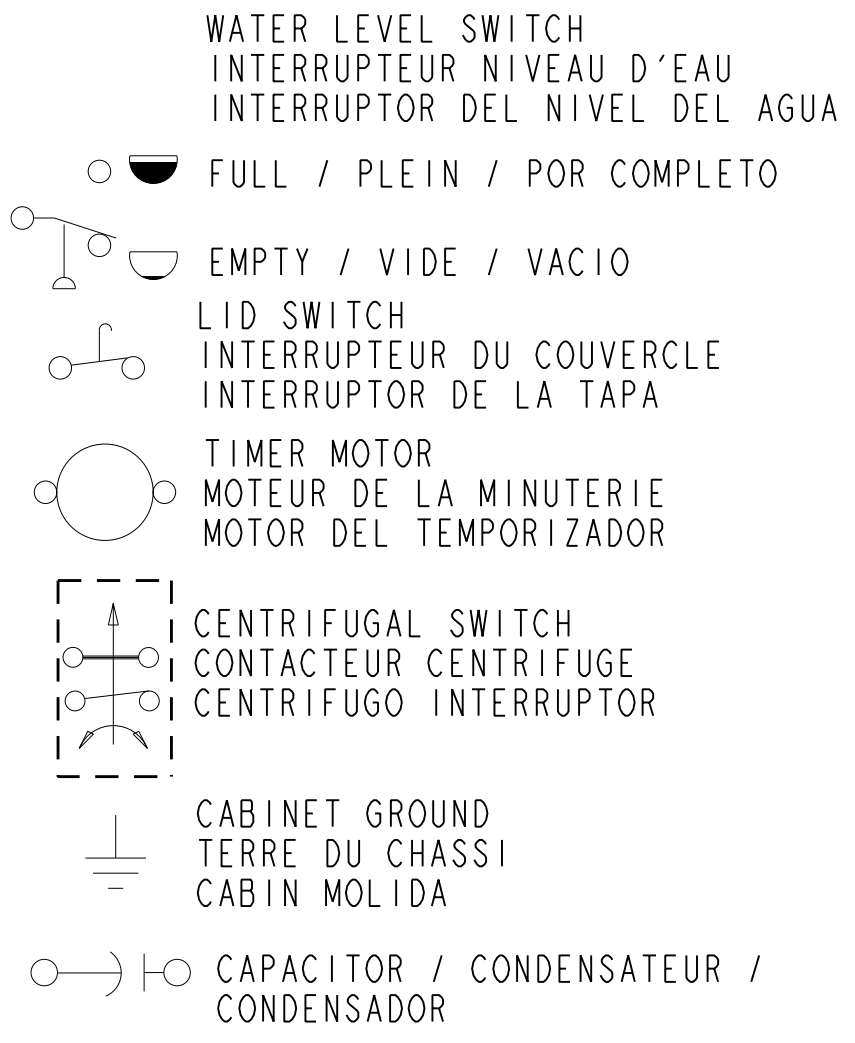 WATER LEVEL SWITCH
INTERRUPTEUR NIVEAU D'EAU
INTERRUPTOR DEL NIVEL DEL AGUA
FULL / PLEIN / POR COMPLETO
EMPTY / VIDE / VACIO
LID SWITCH
INTERRUPTEUR DU COUVERCLE
INTERRUPTOR DE LA TAPA
TIMER MOTOR
MOTEUR DE LA MINUTERIE
MOTOR DEL TEMPORIZADOR
CENTRIFUGAL SWITCH
CONTACTEUR CENTRIFUGE
CENTRIFUGO INTERRUPTOR
CABINET GROUND
TERRE DU CHASSI
CABIN MOLIDA
CAPACITOR / CONDENSATEUR /
CONDENSADOR